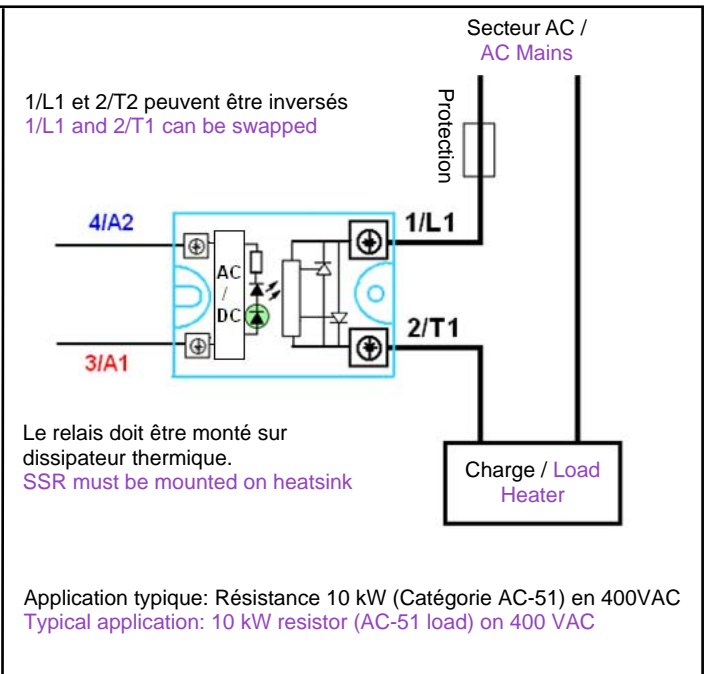 Secteur AC /
AC Mains
1/L1 et 2/T2 peuvent être inversés
1/L1 and 2/T1 can be swapped
Protection
4/A2
1/L1
AC
/
DC
2/T1
3/A1
Le relais doit être monté sur
dissipateur thermique.
SSR must be mounted on heatsink
Charge / Load
Heater
Application typique: Résistance 10 kW (Catégorie AC-51) en 400VAC
Typical application: 10 kW resistor (AC-51 load) on 400 VAC